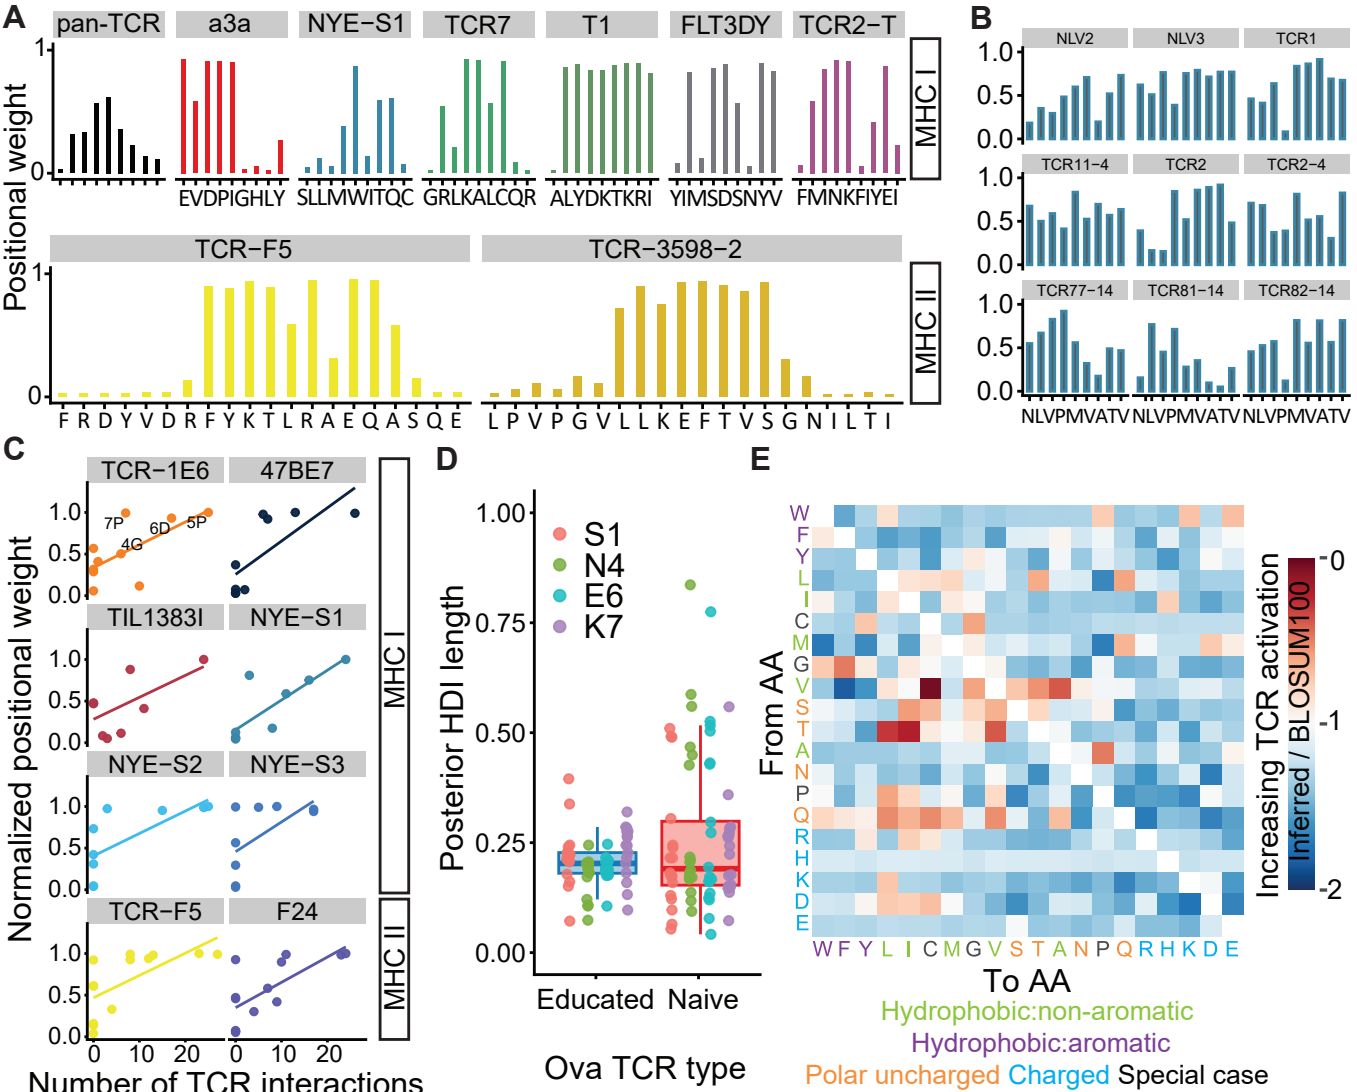 A
pan-TCR a3a NYE−S1 TCR7 T1 FLT3DY TCR2−T
Positional weight
1
0
MHC I
EVDPIGHLY SLLMWITQC GRLKALCQR ALYDKTKRI YIMSDSNYV FMNKFIYEI
TCR−F5 TCR−3598−2
1
0
MHC II
F R D Y V D R F Y K T L R A E Q A S Q E L P V P G V L L K E F T V S G N I L T I
B
NLV2 NLV3 TCR1
1.0
0.5
0.0
TCR11−4 TCR2 TCR2−4
1.0
0.5
0.0
TCR77−14 TCR81−14 TCR82−14
1.0
0.5
0.0
NLVPMVATV NLVPMVATV NLVPMVATV
C
Normalized positional weight
TCR−1E6 47BE7
1.0
0.5
0.0
7P 6D 5P
4G
TIL1383I NYE−S1
1.0
0.5
0.0
MHC I
NYE−S2 NYE−S3
1.0
0.5
0.0
TCR−F5 F24
1.0
0.5
0.0
MHC II
0 10 20 0 10 20
Number of TCR interactions
D
Posterior HDI length
1.00
0.75
0.50
0.25
0.00
S1
N4
E6
K7
Educated Naive
Ova TCR type
E
From AA
W
F
Y
L
I
C
M
G
V
S
T
A
N
P
Q
R
H
K
D
E
W F Y L I C M G V S T A N P Q R H K D E
To AA
Hydrophobic:non-aromatic
Hydrophobic:aromatic
Polar uncharged Charged Special case
Increasing TCR activation
Inferred / BLOSUM100
0
-1
-2